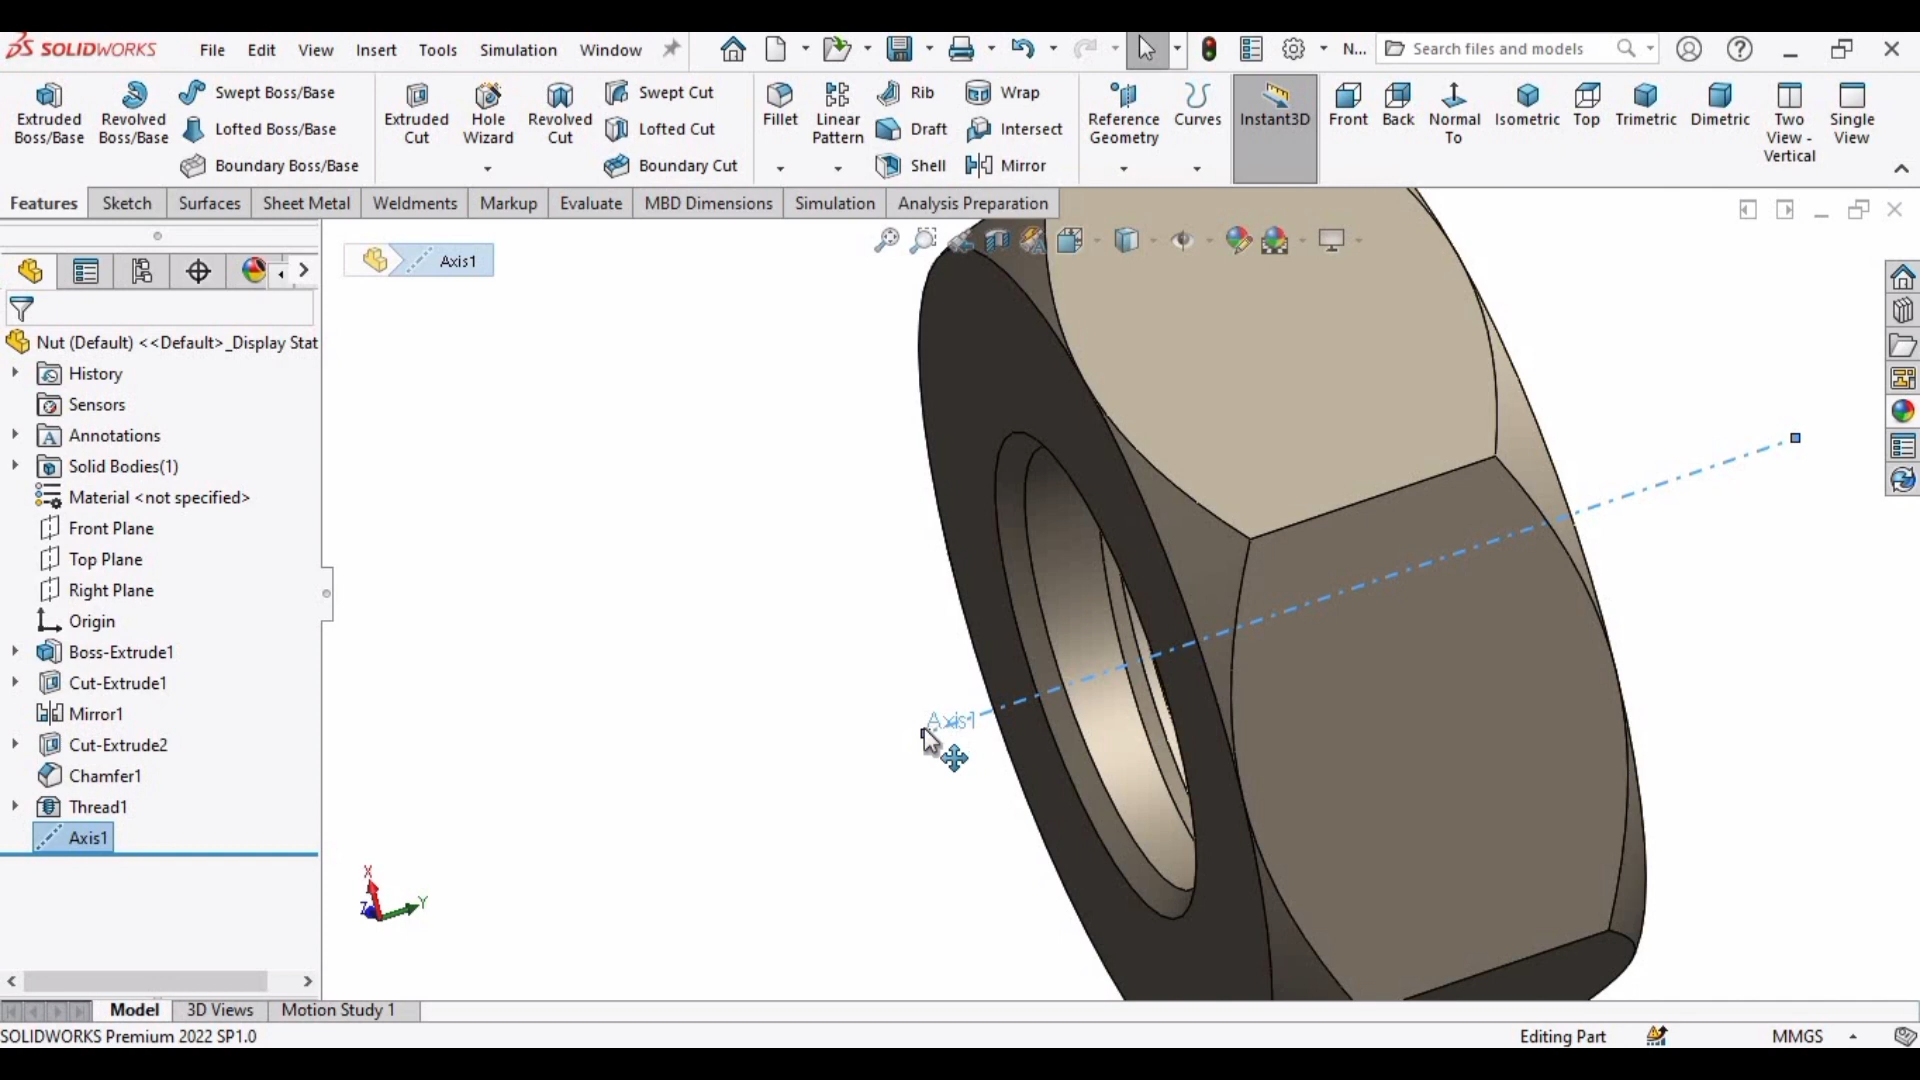 SOLIDWORKS File Edit View Insert Tools Simulation Window N... Search files and models
Extruded Boss/Base
Revolved Boss/Base
Swept Boss/Base
Lofted Boss/Base
Boundary Boss/Base
Extruded Cut
Hole Wizard
Revolved Cut
Swept Cut
Lofted Cut
Boundary Cut
Fillet
Linear Pattern
Rib
Draft
Shell
Wrap
Intersect
Mirror
Reference Geometry
Curves
Instant3D
Front
Back
Normal To
Isometric
Top
Trimetric
Dimetric
Two View - Vertical
Single View
Features Sketch Surfaces Sheet Metal Weldments Markup Evaluate MBD Dimensions Simulation Analysis Preparation
Axis1
Nut (Default) <<Default>_Display Stat
History
Sensors
Annotations
Solid Bodies(1)
Material <not specified>
Front Plane
Top Plane
Right Plane
Origin
Boss-Extrude1
Cut-Extrude1
Mirror1
Cut-Extrude2
Chamfer1
Thread1
Axis1
Axis1
X
Z
Y
Model 3D Views Motion Study 1
SOLIDWORKS Premium 2022 SP1.0 Editing Part MMGS